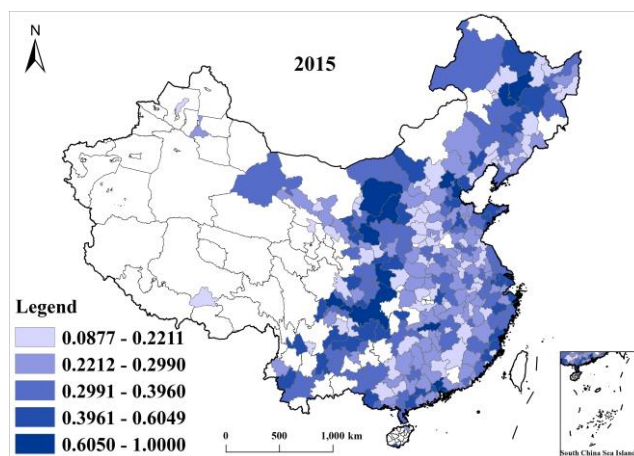 N
2015
Legend
0.0877 - 0.2211
0.2212 - 0.2990
0.2991 - 0.3960
0.3961 - 0.6049
0.6050 - 1.0000
0 500 1,000 km
South China Sea Island